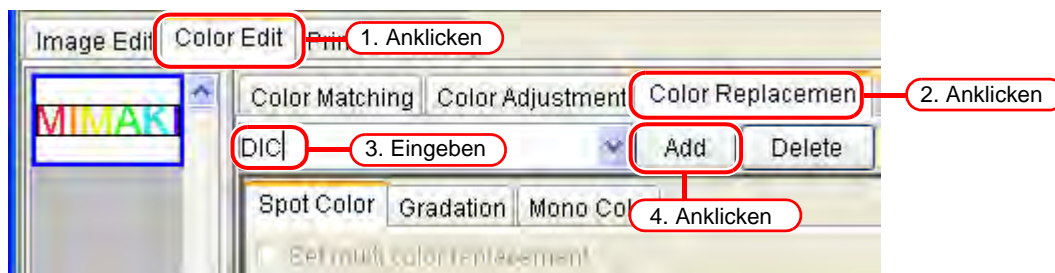 Image Edit Color Edit Prin 1. Anklicken
MIMAKI Color Matching Color Adjustment Color Replacemen 2. Anklicken
DIC 3. Eingeben Add Delete
Spot Color Gradation Mono Col 4. Anklicken
Set multi color replacement